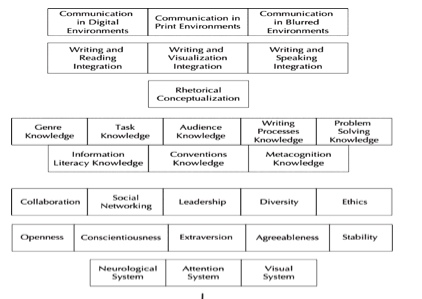 Communication in Digital Environments
Communication in Print Environments
Communication in Blurred Environments
Writing and Reading Integration
Writing and Visualization Integration
Writing and Speaking Integration
Rhetorical Conceptualization
Genre Knowledge
Task Knowledge
Audience Knowledge
Writing Processes Knowledge
Problem Solving Knowledge
Information Literacy Knowledge
Conventions Knowledge
Metacognition Knowledge
Collaboration
Social Networking
Leadership
Diversity
Ethics
Openness
Conscientiousness
Extraversion
Agreeableness
Stability
Neurological System
Attention System
Visual System